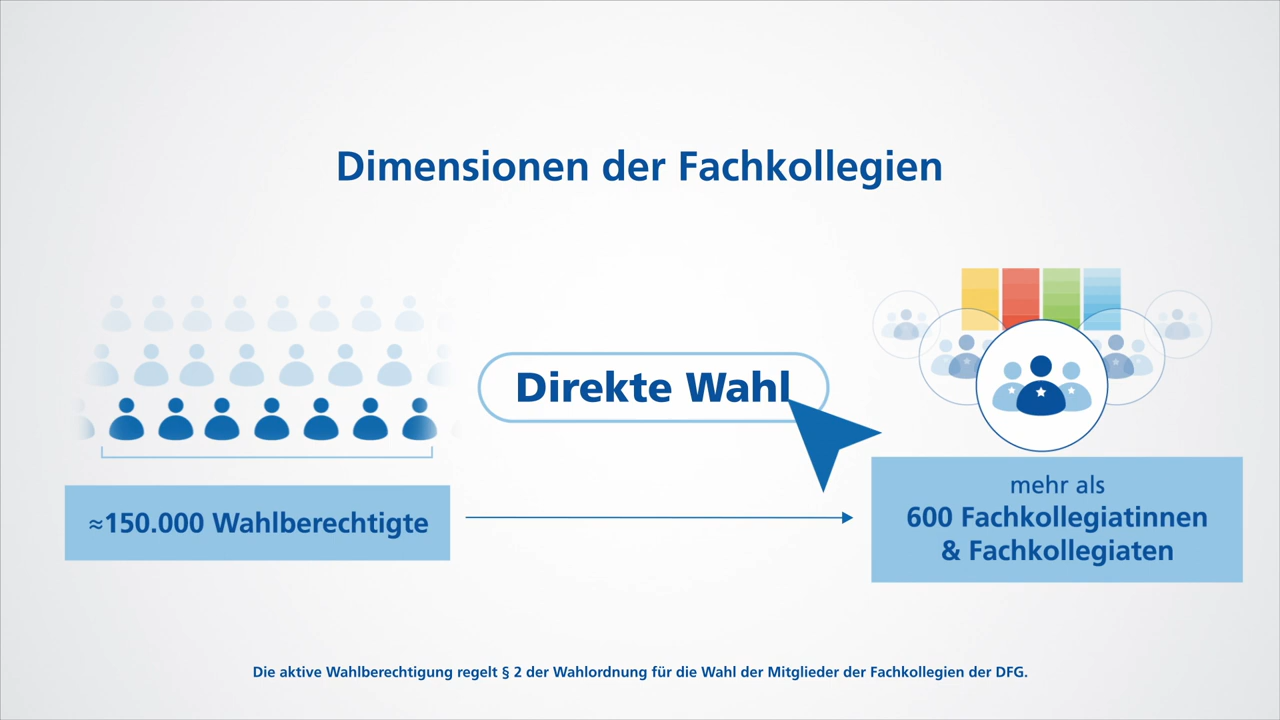 Dimensionen der Fachkollegien
Direkte Wahl
≈150.000 Wahlberechtigte
mehr als
600 Fachkollegiatinnen
& Fachkollegiaten
Die aktive Wahlberechtigung regelt § 2 der Wahlordnung für die Wahl der Mitglieder der Fachkollegien der DFG.